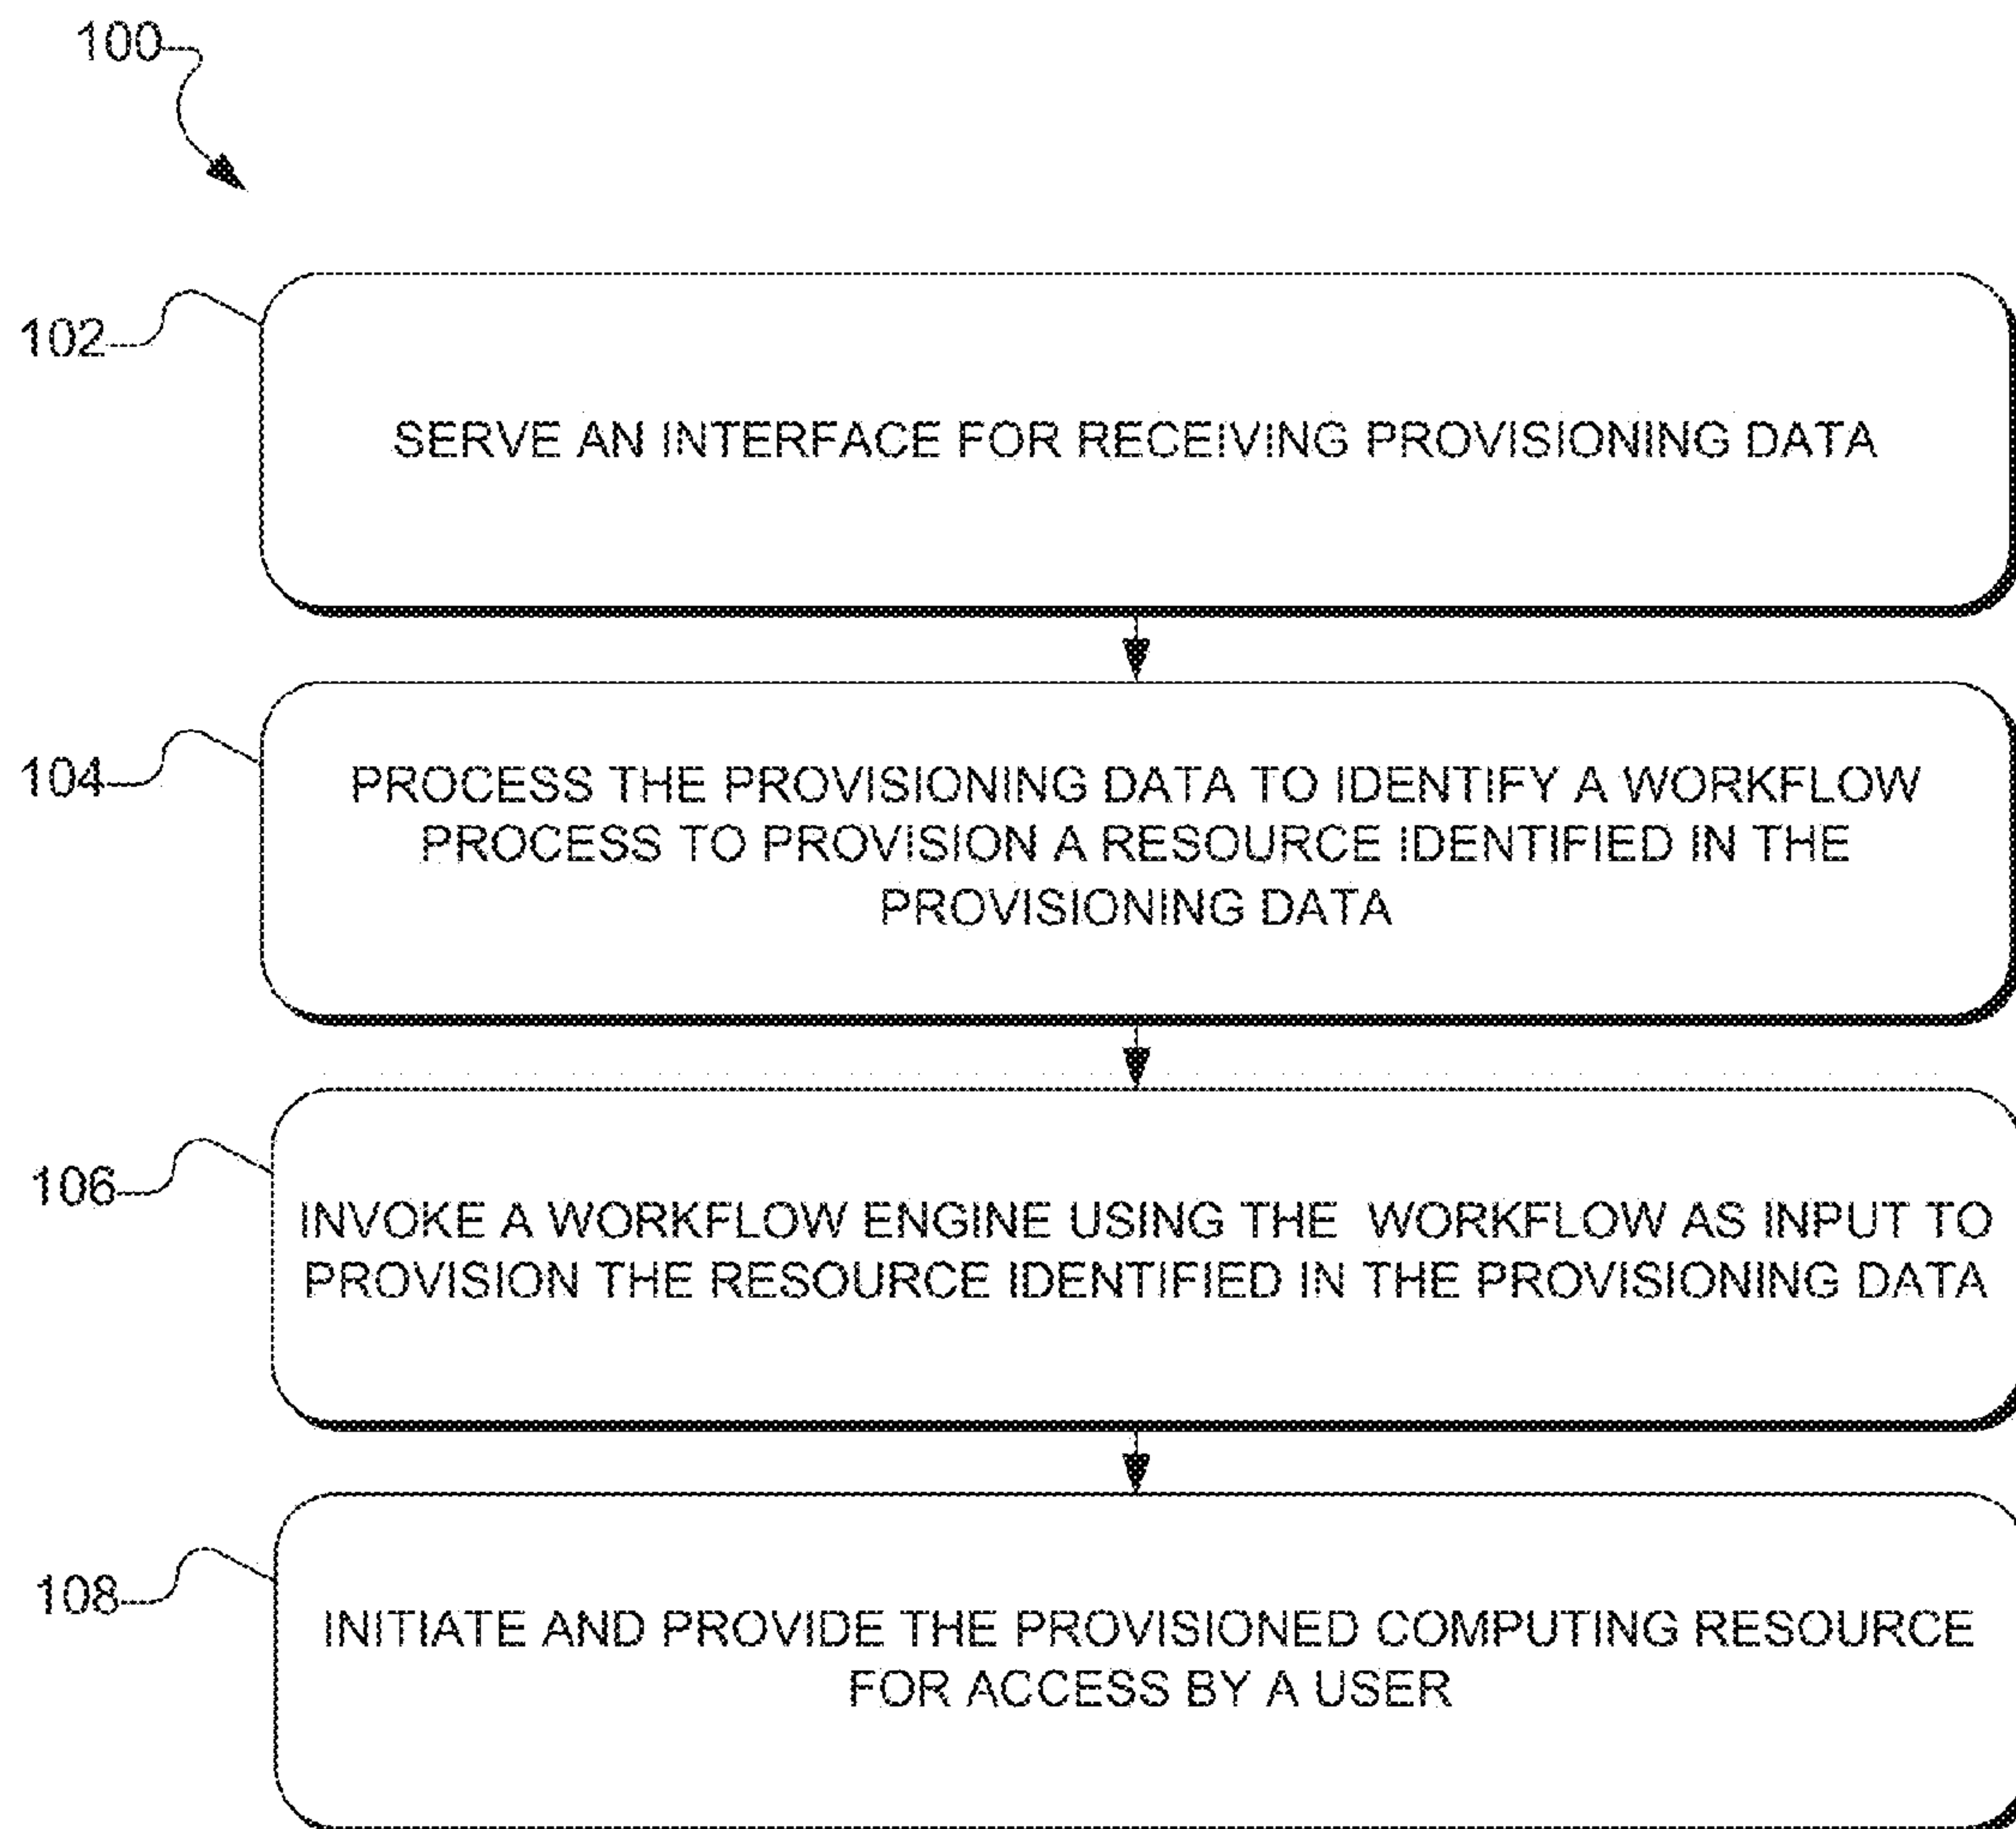 100
102
SERVE AN INTERFACE FOR RECEIVING PROVISIONING DATA
104
PROCESS THE PROVISIONING DATA TO IDENTIFY A WORKFLOW
PROCESS TO PROVISION A RESOURCE IDENTIFIED IN THE
PROVISIONING DATA
106
INVOKE A WORKFLOW ENGINE USING THE WORKFLOW AS INPUT TO
PROVISION THE RESOURCE IDENTIFIED IN THE PROVISIONING DATA
108
INITIATE AND PROVIDE THE PROVISIONED COMPUTING RESOURCE
FOR ACCESS BY A USER